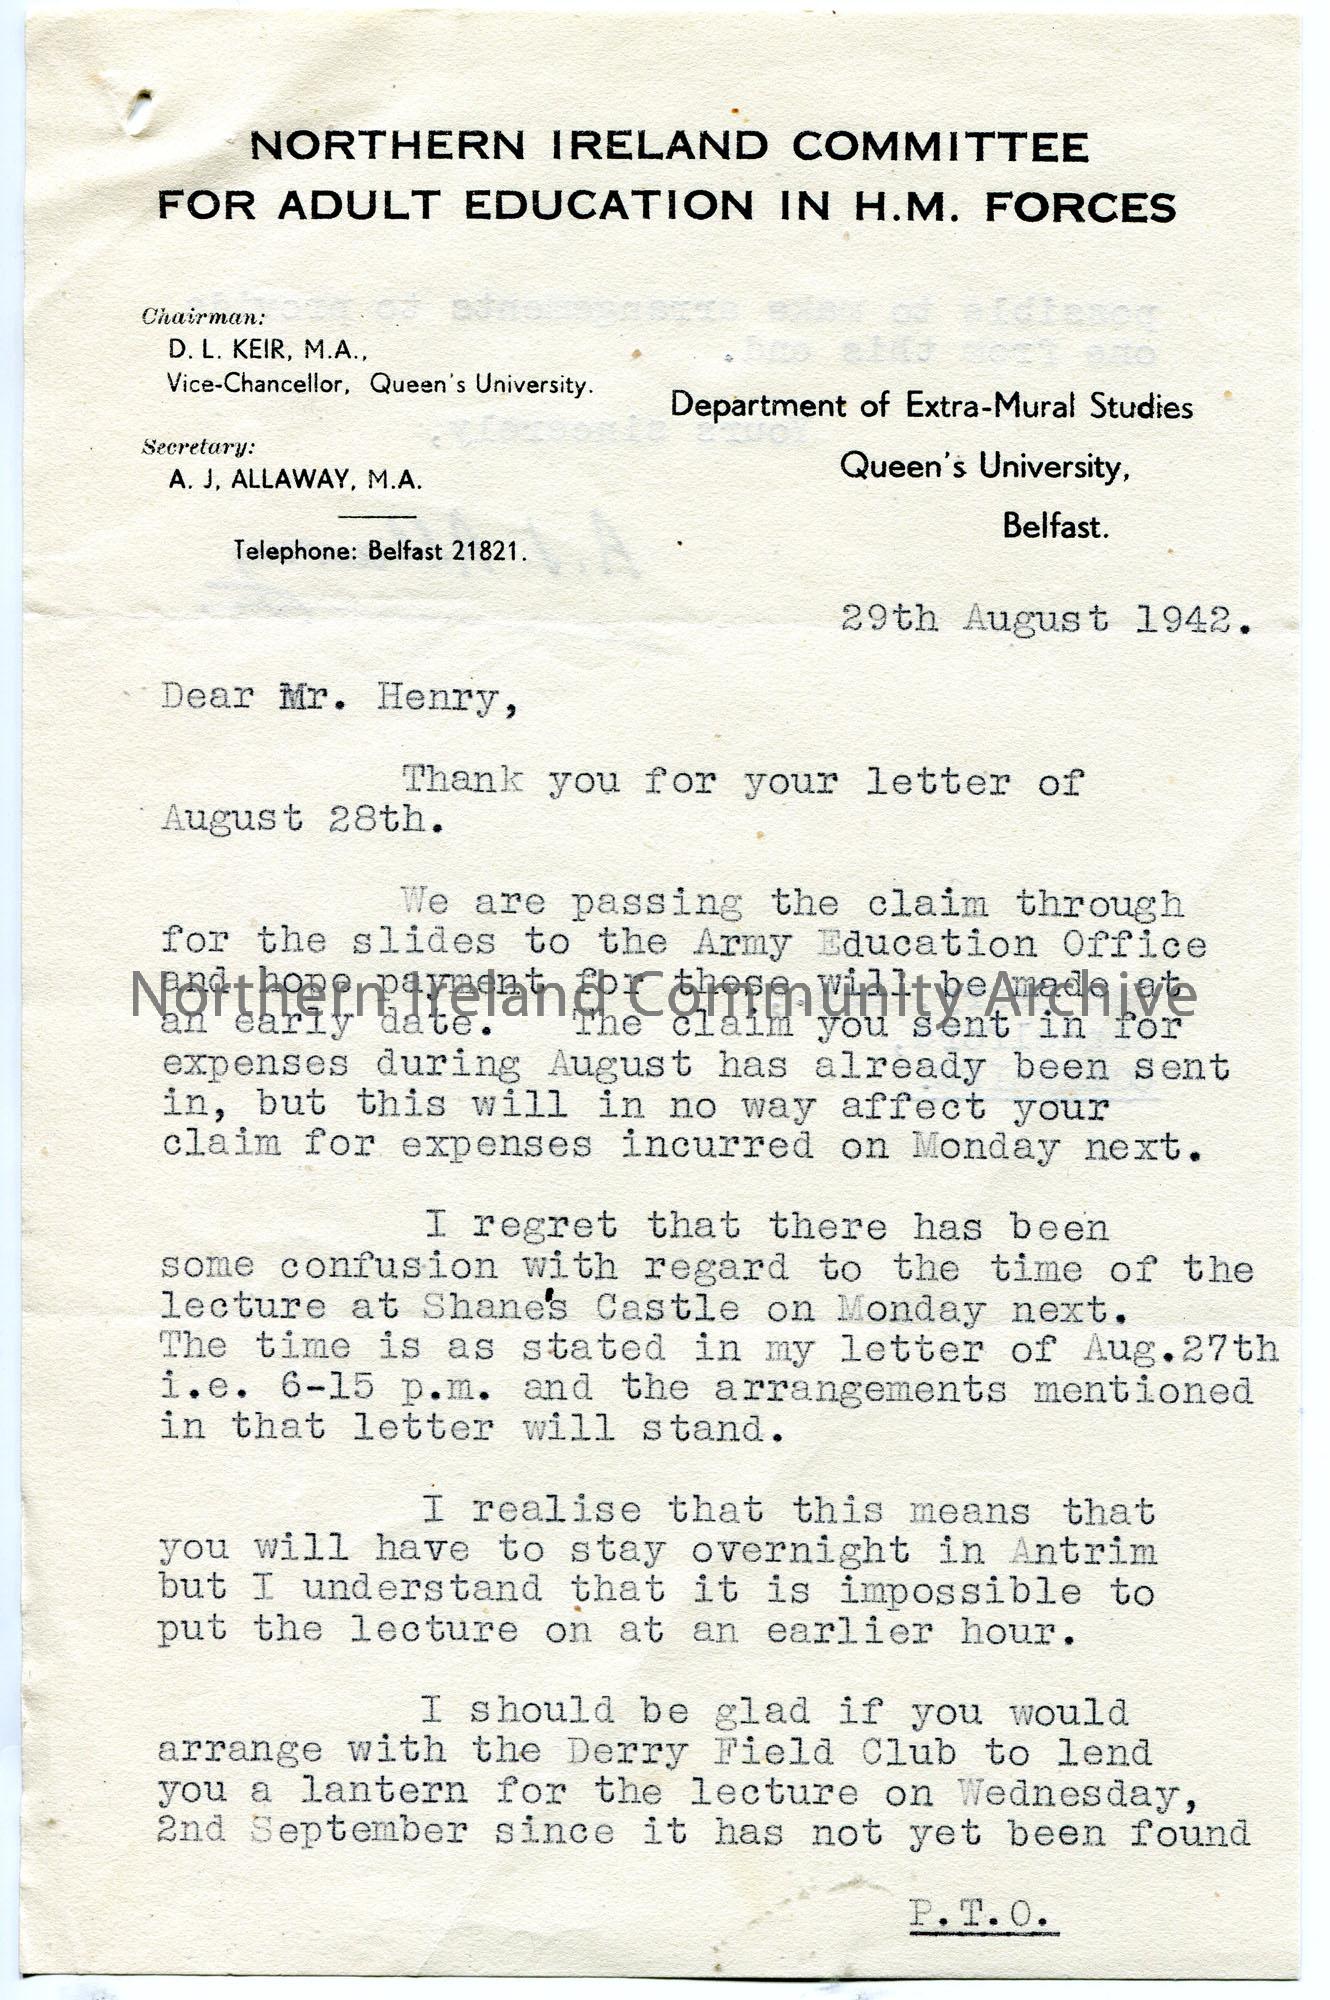 NORTHERN IRELAND COMMITTEE
FOR ADULT EDUCATION IN H.M. FORCES
Chairman:
D. L. KEIR, M.A.,
Vice-Chancellor, Queen's University.
Secretary:
A. J. ALLAWAY, M.A.
Telephone: Belfast 21821.
Department of Extra-Mural Studies
Queen's University,
Belfast.
29th August 1942.
Dear Mr. Henry,
Thank you for your letter of
August 28th.
We are passing the claim through
for the slides to the Army Education Office
and hope payment for these will be made at
Northern Ireland Community Archive
an early date. The claim you sent in for
expenses during August has already been sent
in, but this will in no way affect your
claim for expenses incurred on Monday next.
I regret that there has been
some confusion with regard to the time of the
lecture at Shane's Castle on Monday next.
The time is as stated in my letter of Aug.27th
i.e. 6-15 p.m. and the arrangements mentioned
in that letter will stand.
I realise that this means that
you will have to stay overnight in Antrim
but I understand that it is impossible to
put the lecture on at an earlier hour.
I should be glad if you would
arrange with the Derry Field Club to lend
you a lantern for the lecture on Wednesday,
2nd September since it has not yet been found
P.T.O.